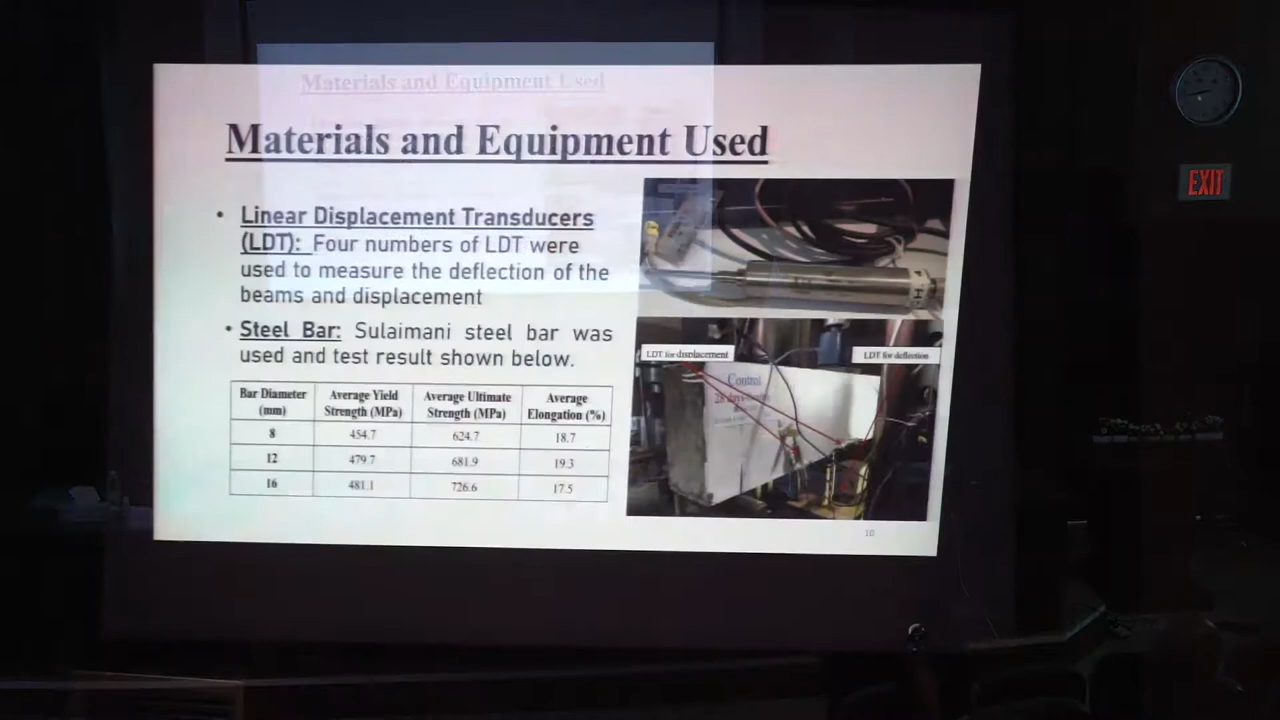 Materials and Equipment Used
Materials and Equipment Used
• Linear Displacement Transducers
(LDT): Four numbers of LDT were
used to measure the deflection of the
beams and displacement
• Steel Bar: Sulaimani steel bar was
used and test result shown below.
Bar Diameter (mm) Average Yield Strength (MPa) Average Ultimate Strength (MPa) Average Elongation (%)
8 454.7 624.7 18.7
12 479.7 681.9 19.3
16 481.1 726.6 17.5
LDT for displacement
LDT for deflection
Control
28 days
10
EXIT